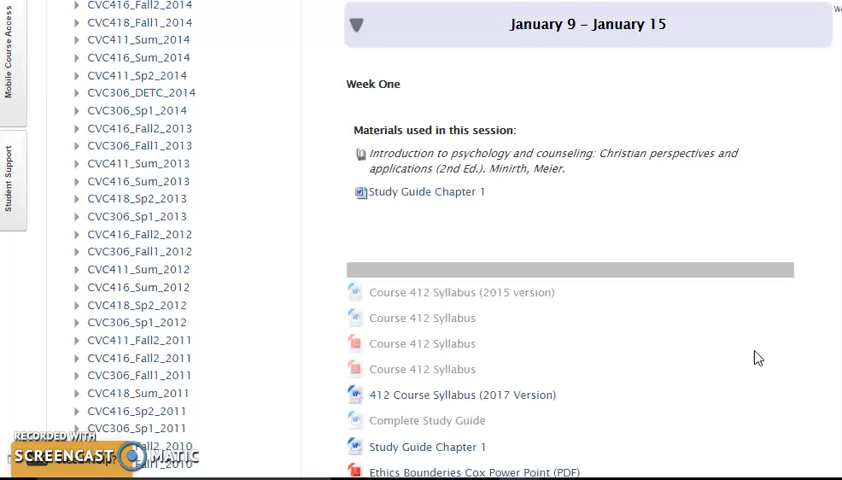 Mobile Course Access
Student Support
CVC416_Fall2_2014
CVC418_Fall1_2014
CVC411_Sum_2014
CVC416_Sum_2014
CVC411_Sp2_2014
CVC306_DETC_2014
CVC306_Sp1_2014
CVC416_Fall2_2013
CVC306_Fall1_2013
CVC411_Sum_2013
CVC416_Sum_2013
CVC418_Sp2_2013
CVC306_Sp1_2013
CVC416_Fall2_2012
CVC306_Fall1_2012
CVC411_Sum_2012
CVC416_Sum_2012
CVC418_Sp2_2012
CVC306_Sp1_2012
CVC411_Fall2_2011
CVC416_Fall2_2011
CVC306_Fall1_2011
CVC418_Sum_2011
CVC416_Sp2_2011
CVC306_Sp1_2011
Fall2_2010
Fall1_2010
RECORDED WITH
SCREENCAST MATIC
January 9 - January 15
Week One
Materials used in this session:
Introduction to psychology and counseling: Christian perspectives and
applications (2nd Ed.). Minirth, Meier.
Study Guide Chapter 1
Course 412 Syllabus (2015 version)
Course 412 Syllabus
Course 412 Syllabus
Course 412 Syllabus
412 Course Syllabus (2017 Version)
Complete Study Guide
Study Guide Chapter 1
Ethics Bounderies Cox Power Point (PDF)